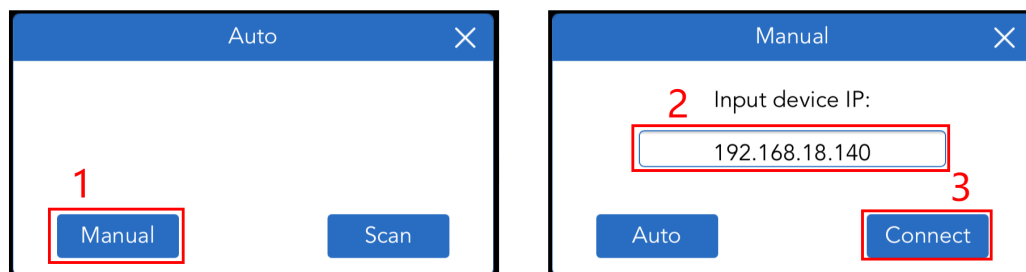 Auto
1
Manual
Scan
Manual
2
Input device IP:
192.168.18.140
3
Auto
Connect